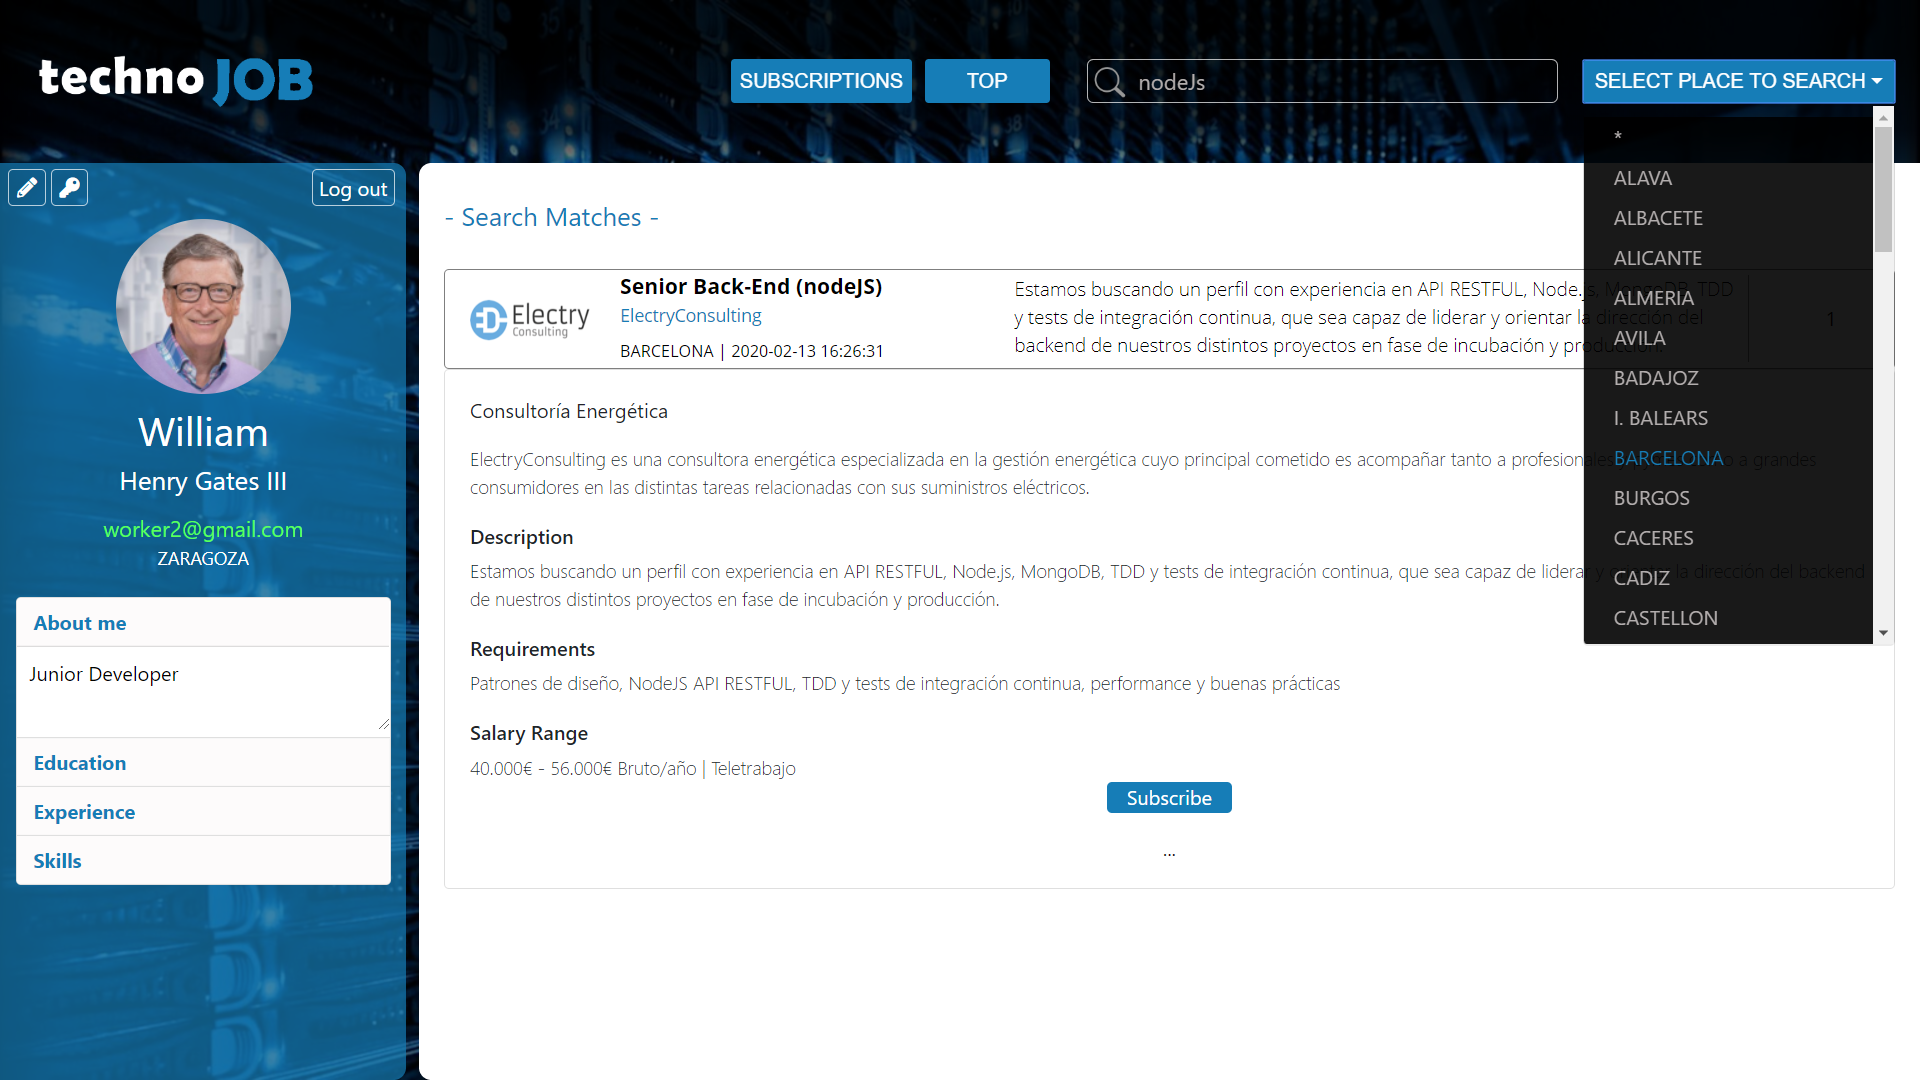 techno JOB
SUBSCRIPTIONS
TOP
nodeJs
SELECT PLACE TO SEARCH
*
ALAVA
ALBACETE
ALICANTE
ALMERIA
AVILA
BADAJOZ
I. BALEARS
BARCELONA
BURGOS
CACERES
CADIZ
CASTELLON
Log out
William
Henry Gates III
worker2@gmail.com
ZARAGOZA
About me
Junior Developer
Education
Experience
Skills
- Search Matches -
Electry
Consulting
Senior Back-End (nodeJS)
ElectryConsulting
BARCELONA | 2020-02-13 16:26:31
Estamos buscando un perfil con experiencia en API RESTFUL, Node.js, MongoDB, TDD
y tests de integración continua, que sea capaz de liderar y orientar la dirección del
backend de nuestros distintos proyectos en fase de incubación y producción.
1
Consultoría Energética
ElectryConsulting es una consultora energética especializada en la gestión energética cuyo principal cometido es acompañar tanto a profesionales a grandes
consumidores en las distintas tareas relacionadas con sus suministros eléctricos.
Description
Estamos buscando un perfil con experiencia en API RESTFUL, Node.js, MongoDB, TDD y tests de integración continua, que sea capaz de liderar y orientar la dirección del backend
de nuestros distintos proyectos en fase de incubación y producción.
Requirements
Patrones de diseño, NodeJS API RESTFUL, TDD y tests de integración continua, performance y buenas prácticas
Salary Range
40.000€ - 56.000€ Bruto/año | Teletrabajo
Subscribe
...